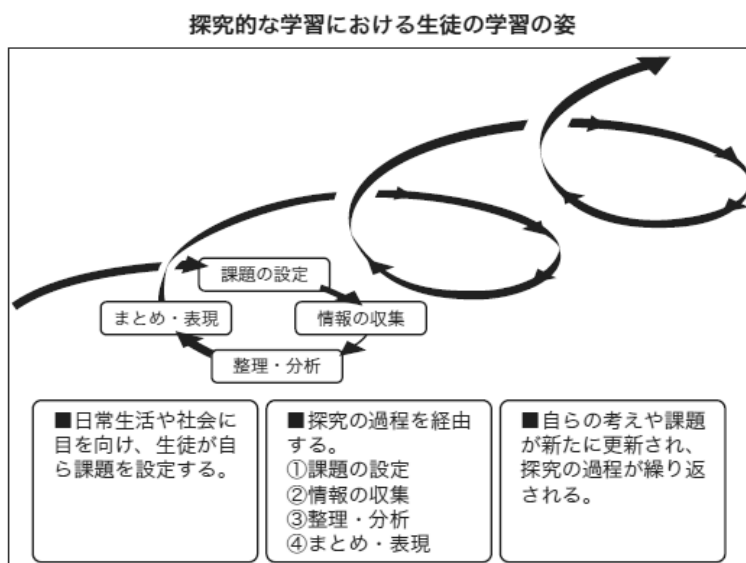 探究的な学習における生徒の学習の姿
課題の設定
まとめ・表現
情報の収集
整理・分析
■日常生活や社会に
目を向け、生徒が自
ら課題を設定する。
■探究の過程を経由
する。
①課題の設定
②情報の収集
③整理・分析
④まとめ・表現
■自らの考えや課題
が新たに更新され、
探究の過程が繰り返
される。